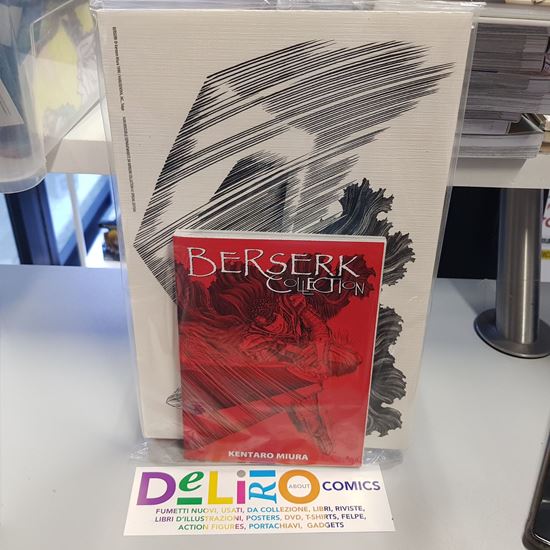 BERSERK
COLLECTION
KENTARO MIURA
DeLiRiO ABOUT COMICS
FUMETTI NUOVI, USATI, DA COLLEZIONE, LIBRI, RIVISTE,
LIBRI D'ILLUSTRAZIONI, POSTERS, DVD, T-SHIRTS, FELPE,
ACTION FIGURES, PORTACHIAVI, GADGETS